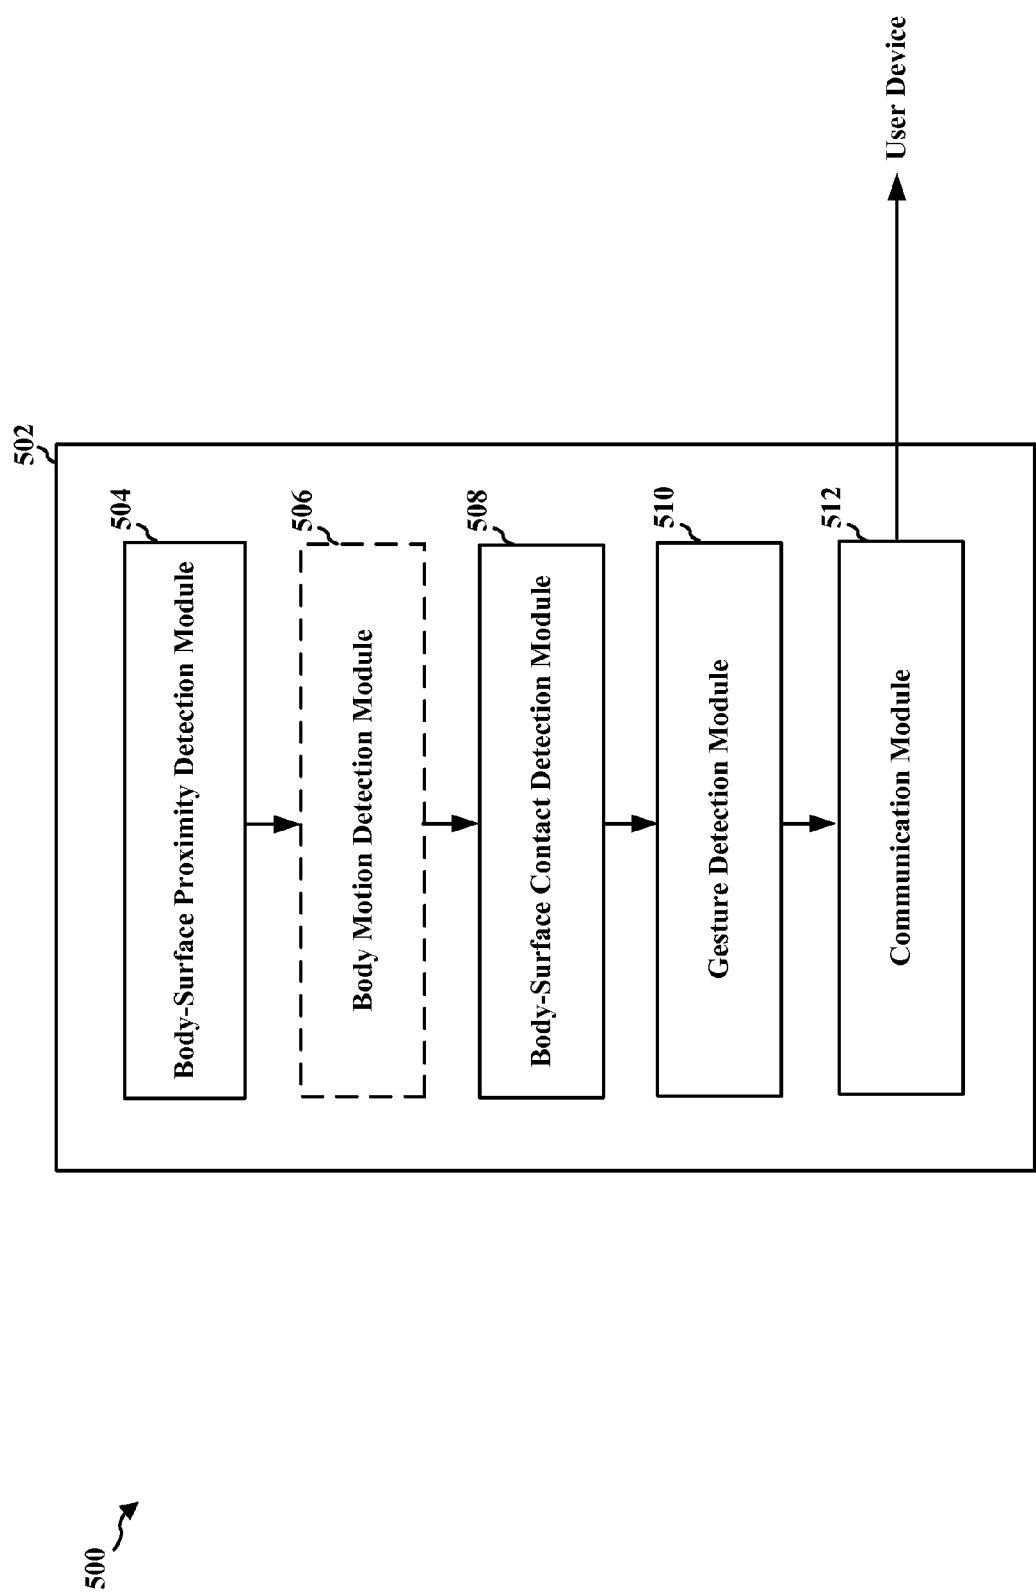 500
502
504
Body-Surface Proximity Detection Module
506
Body Motion Detection Module
508
Body-Surface Contact Detection Module
510
Gesture Detection Module
512
Communication Module
User Device